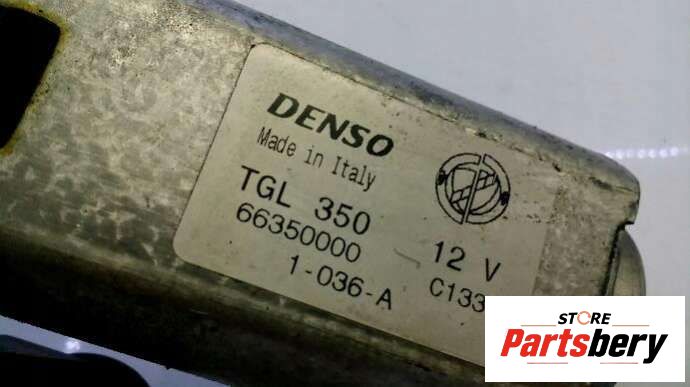 DENSO
Made in Italy
TGL 350
66350000 12 V
1-036-A C133
STORE
Partsbery